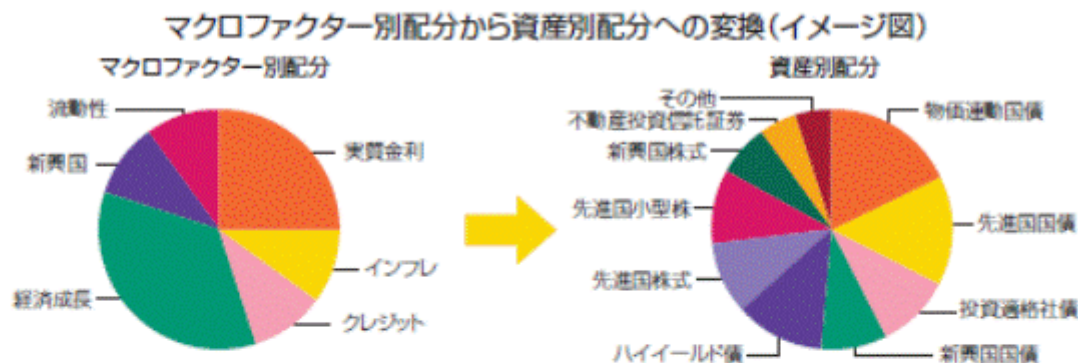 マクロファクター別配分から資産別配分への変換(イメージ図)
マクロファクター別配分
流動性
新興国
経済成長
実質金利
インフレ
クレジット
資産別配分
その他
不動産投資信託証券
新興国株式
先進国小型株
先進国株式
ハイイールド債
物価連動国債
先進国国債
投資適格社債
新興国国債